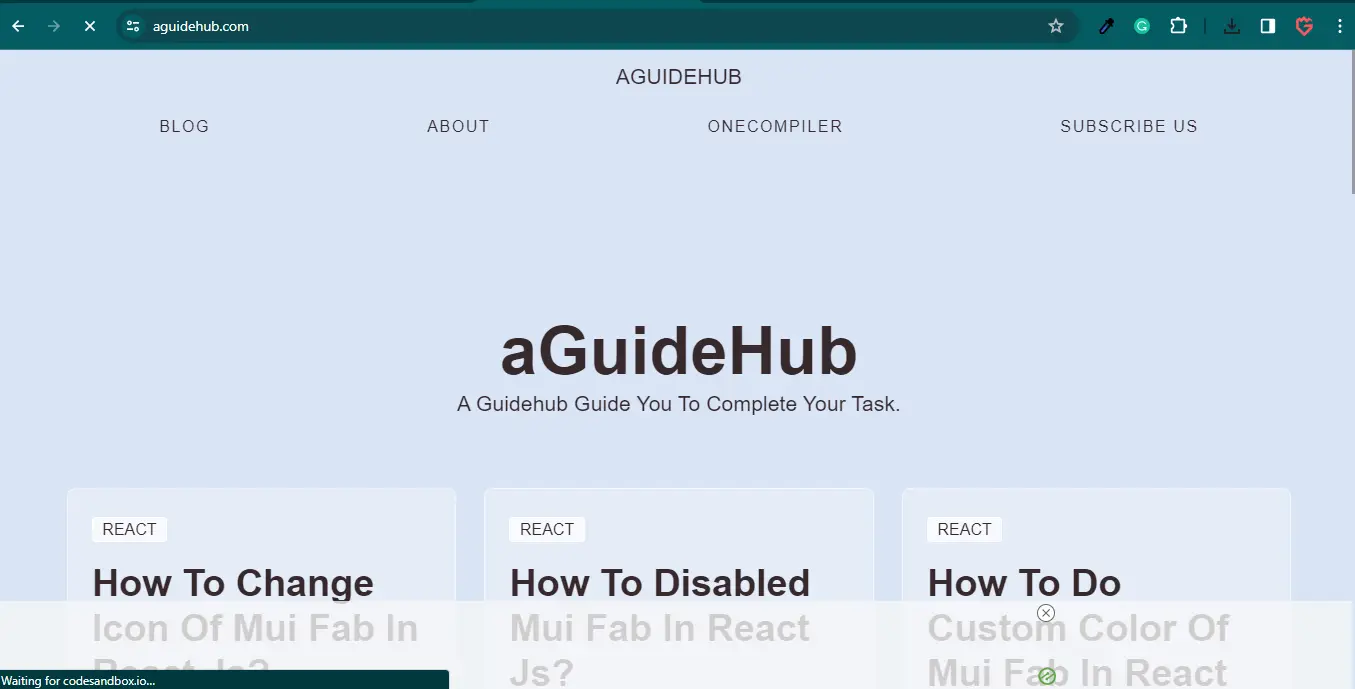 aguidehub.com
AGUIDEHUB
BLOG ABOUT ONECOMPILER SUBSCRIBE US
aGuideHub
A Guidehub Guide You To Complete Your Task.
REACT
How To Change
Icon Of Mui Fab In
React Js?
REACT
How To Disabled
Mui Fab In React
Js?
REACT
How To Do
Custom Color Of
Mui Fab In React
Waiting for codesandbox.io...